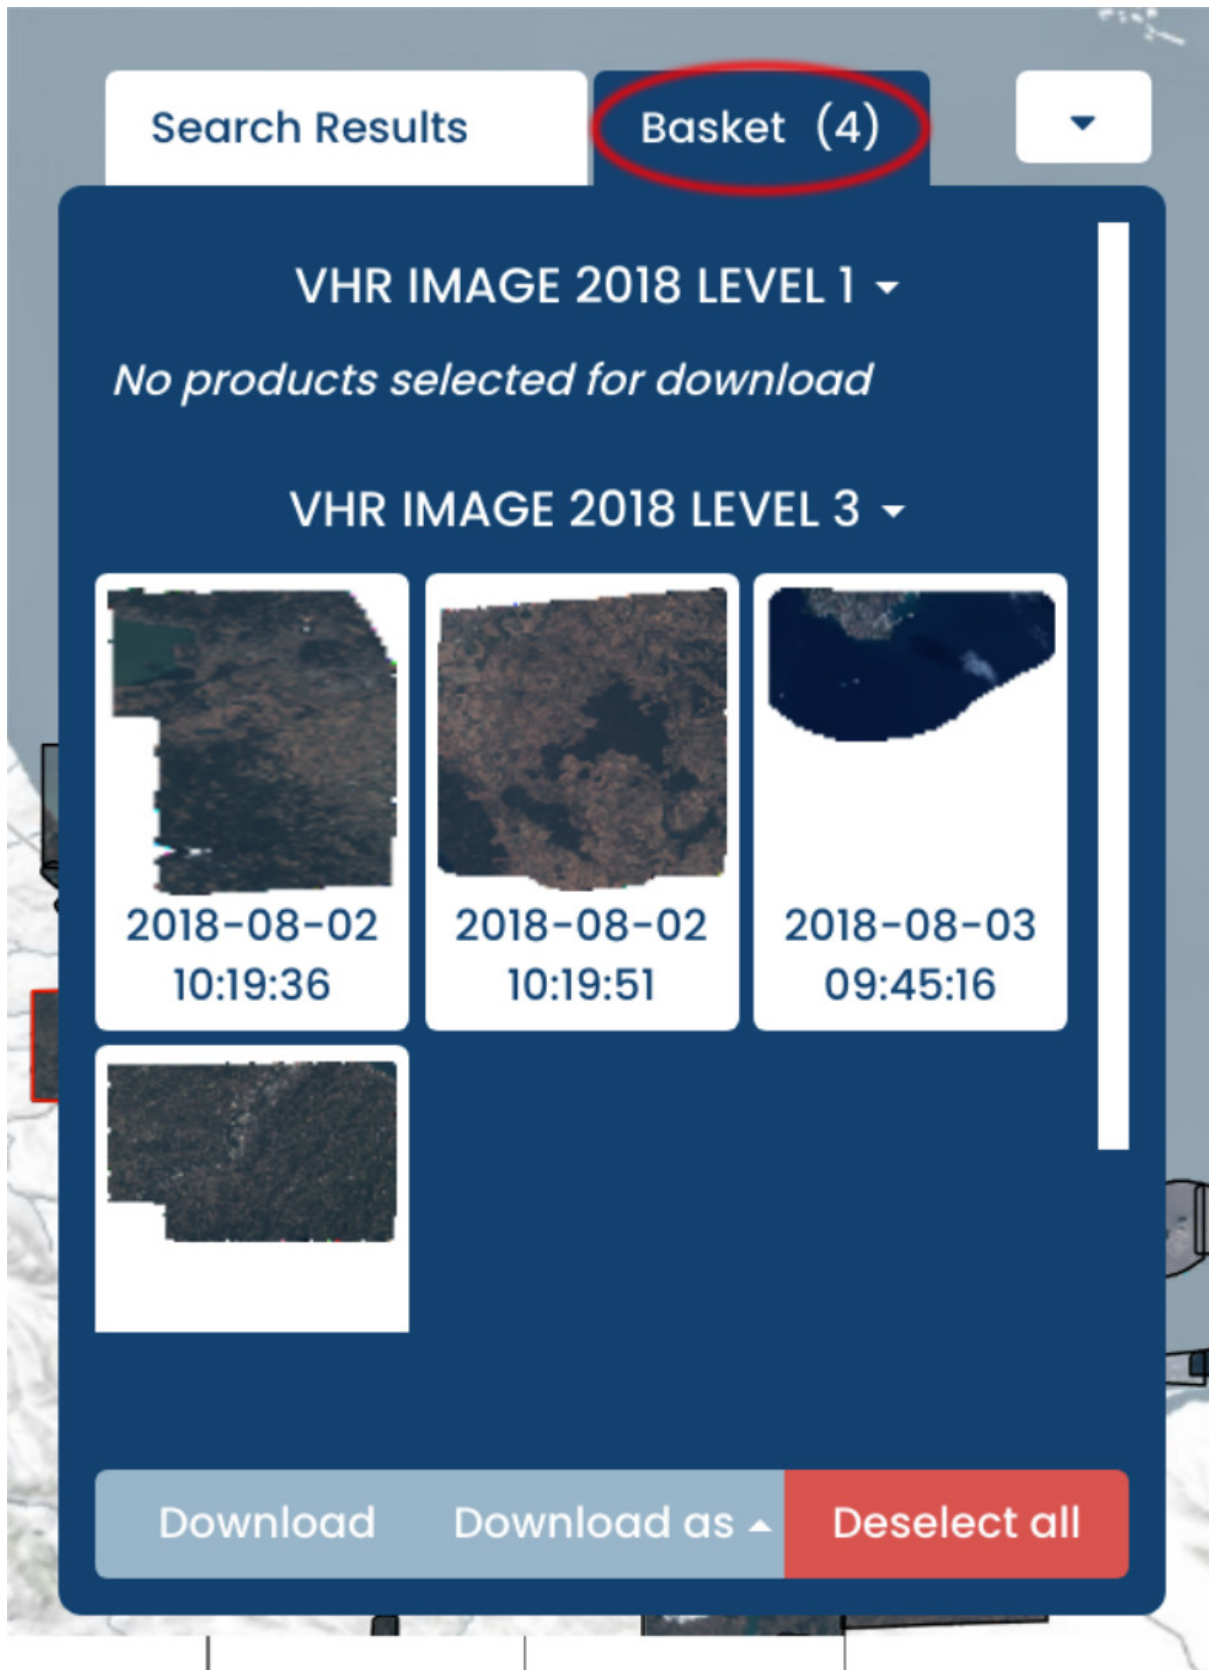 Search Results
Basket (4)
VHR IMAGE 2018 LEVEL 1
No products selected for download
VHR IMAGE 2018 LEVEL 3
2018-08-02
10:19:36
2018-08-02
10:19:51
2018-08-03
09:45:16
Download
Download as
Deselect all